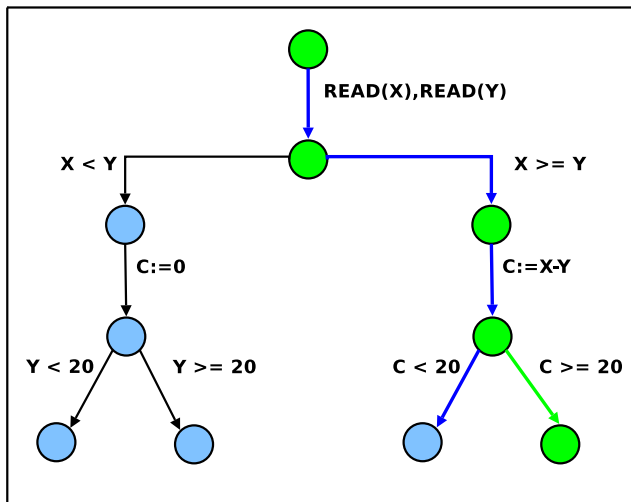 READ(X),READ(Y)
X < Y
X >= Y
C:=0
C:=X-Y
Y < 20
Y >= 20
C < 20
C >= 20